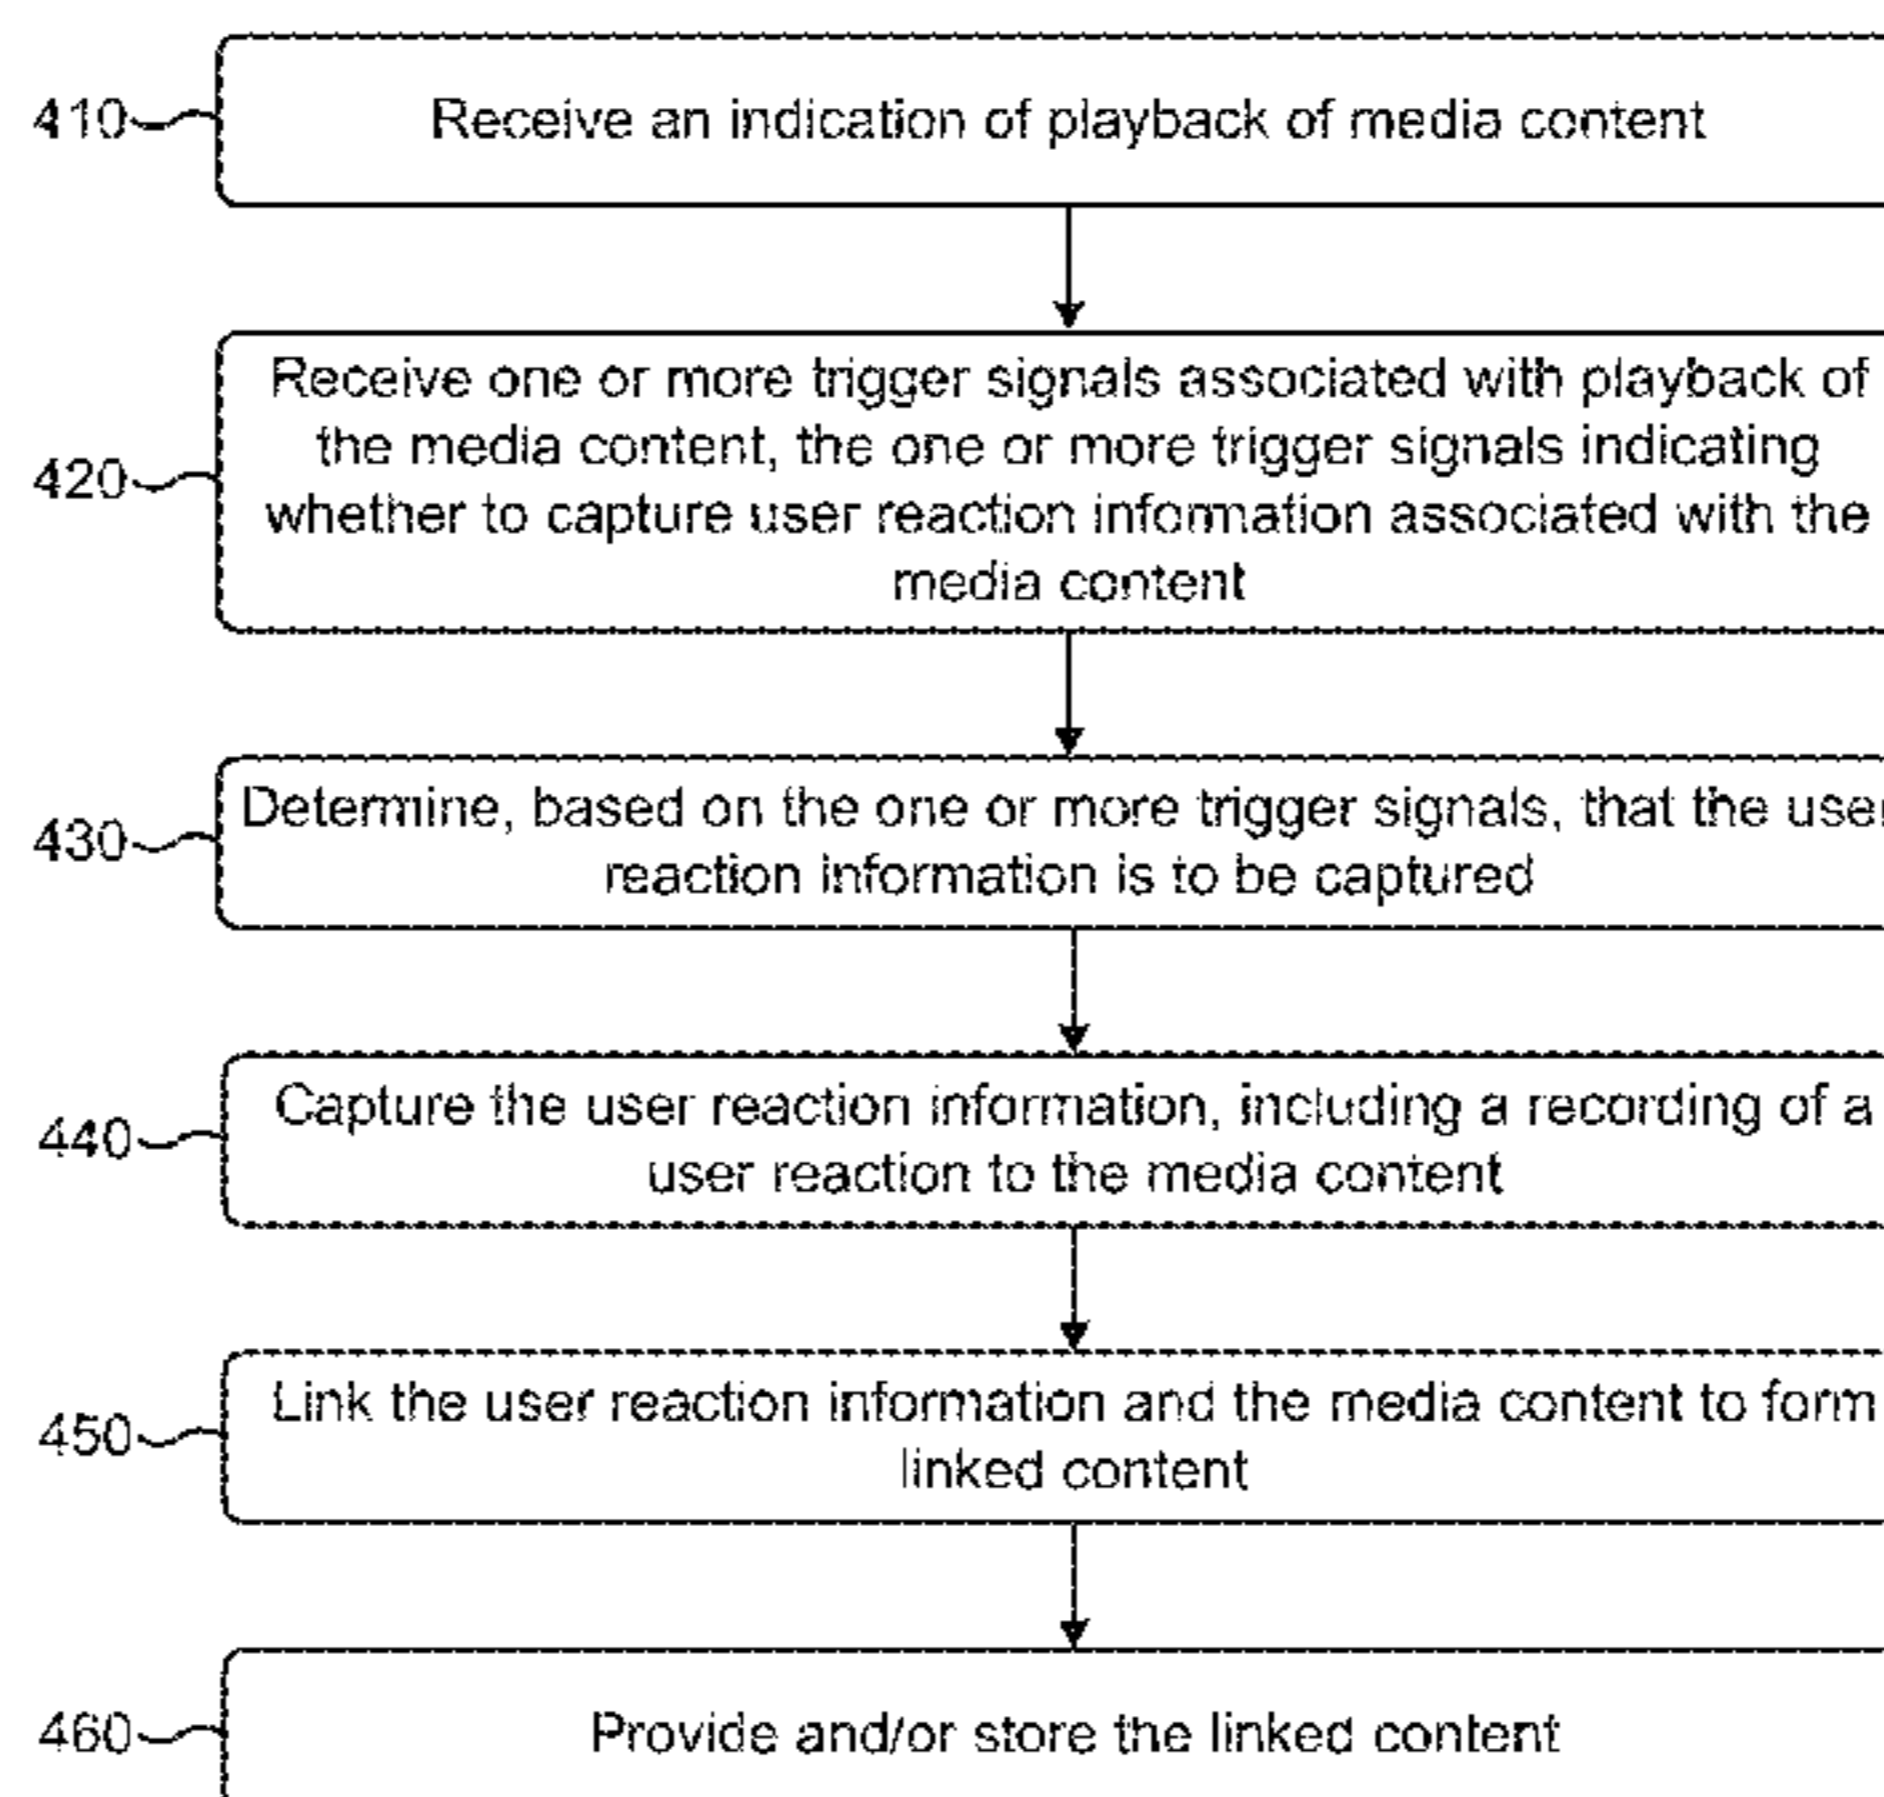 410
Receive an indication of playback of media content
420
Receive one or more trigger signals associated with playback of
the media content, the one or more trigger signals indicating
whether to capture user reaction information associated with the
media content
430
Determine, based on the one or more trigger signals, that the user
reaction information is to be captured
440
Capture the user reaction information, including a recording of a
user reaction to the media content
450
Link the user reaction information and the media content to form
linked content
460
Provide and/or store the linked content